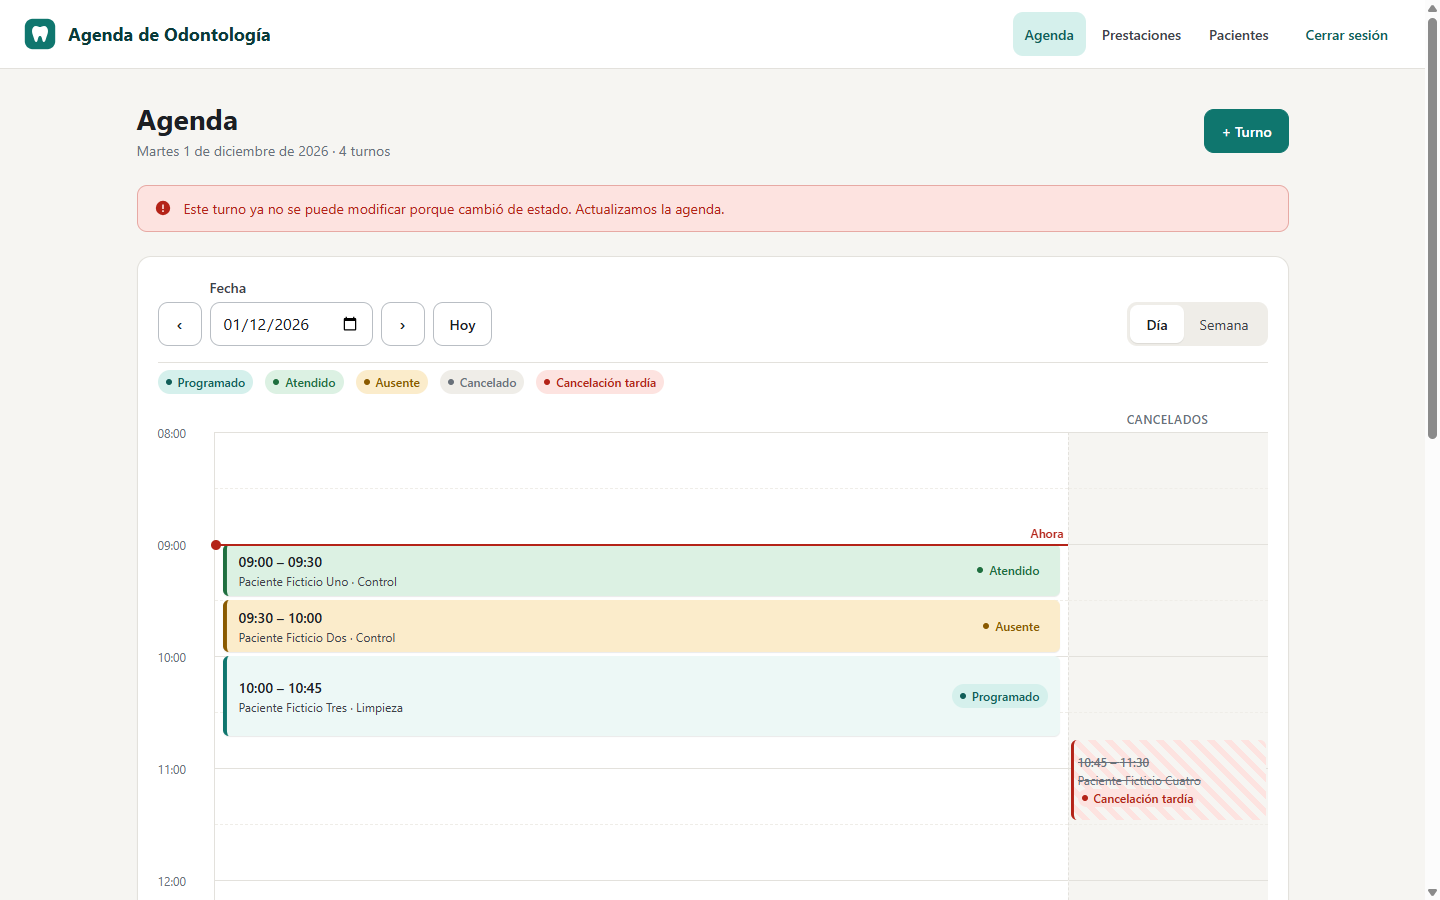 Agenda de Odontología
Agenda
Prestaciones
Pacientes
Cerrar sesión
Agenda
Martes 1 de diciembre de 2026 · 4 turnos
+ Turno
Este turno ya no se puede modificar porque cambió de estado. Actualizamos la agenda.
Fecha
‹
01/12/2026
›
Hoy
Día
Semana
Programado
Atendido
Ausente
Cancelado
Cancelación tardía
CANCELADOS
08:00
Ahora
09:00
09:00 – 09:30
Paciente Ficticio Uno · Control
Atendido
09:30 – 10:00
Paciente Ficticio Dos · Control
Ausente
10:00
10:00 – 10:45
Paciente Ficticio Tres · Limpieza
Programado
10:45 – 11:30
Paciente Ficticio Cuatro
Cancelación tardía
11:00
12:00